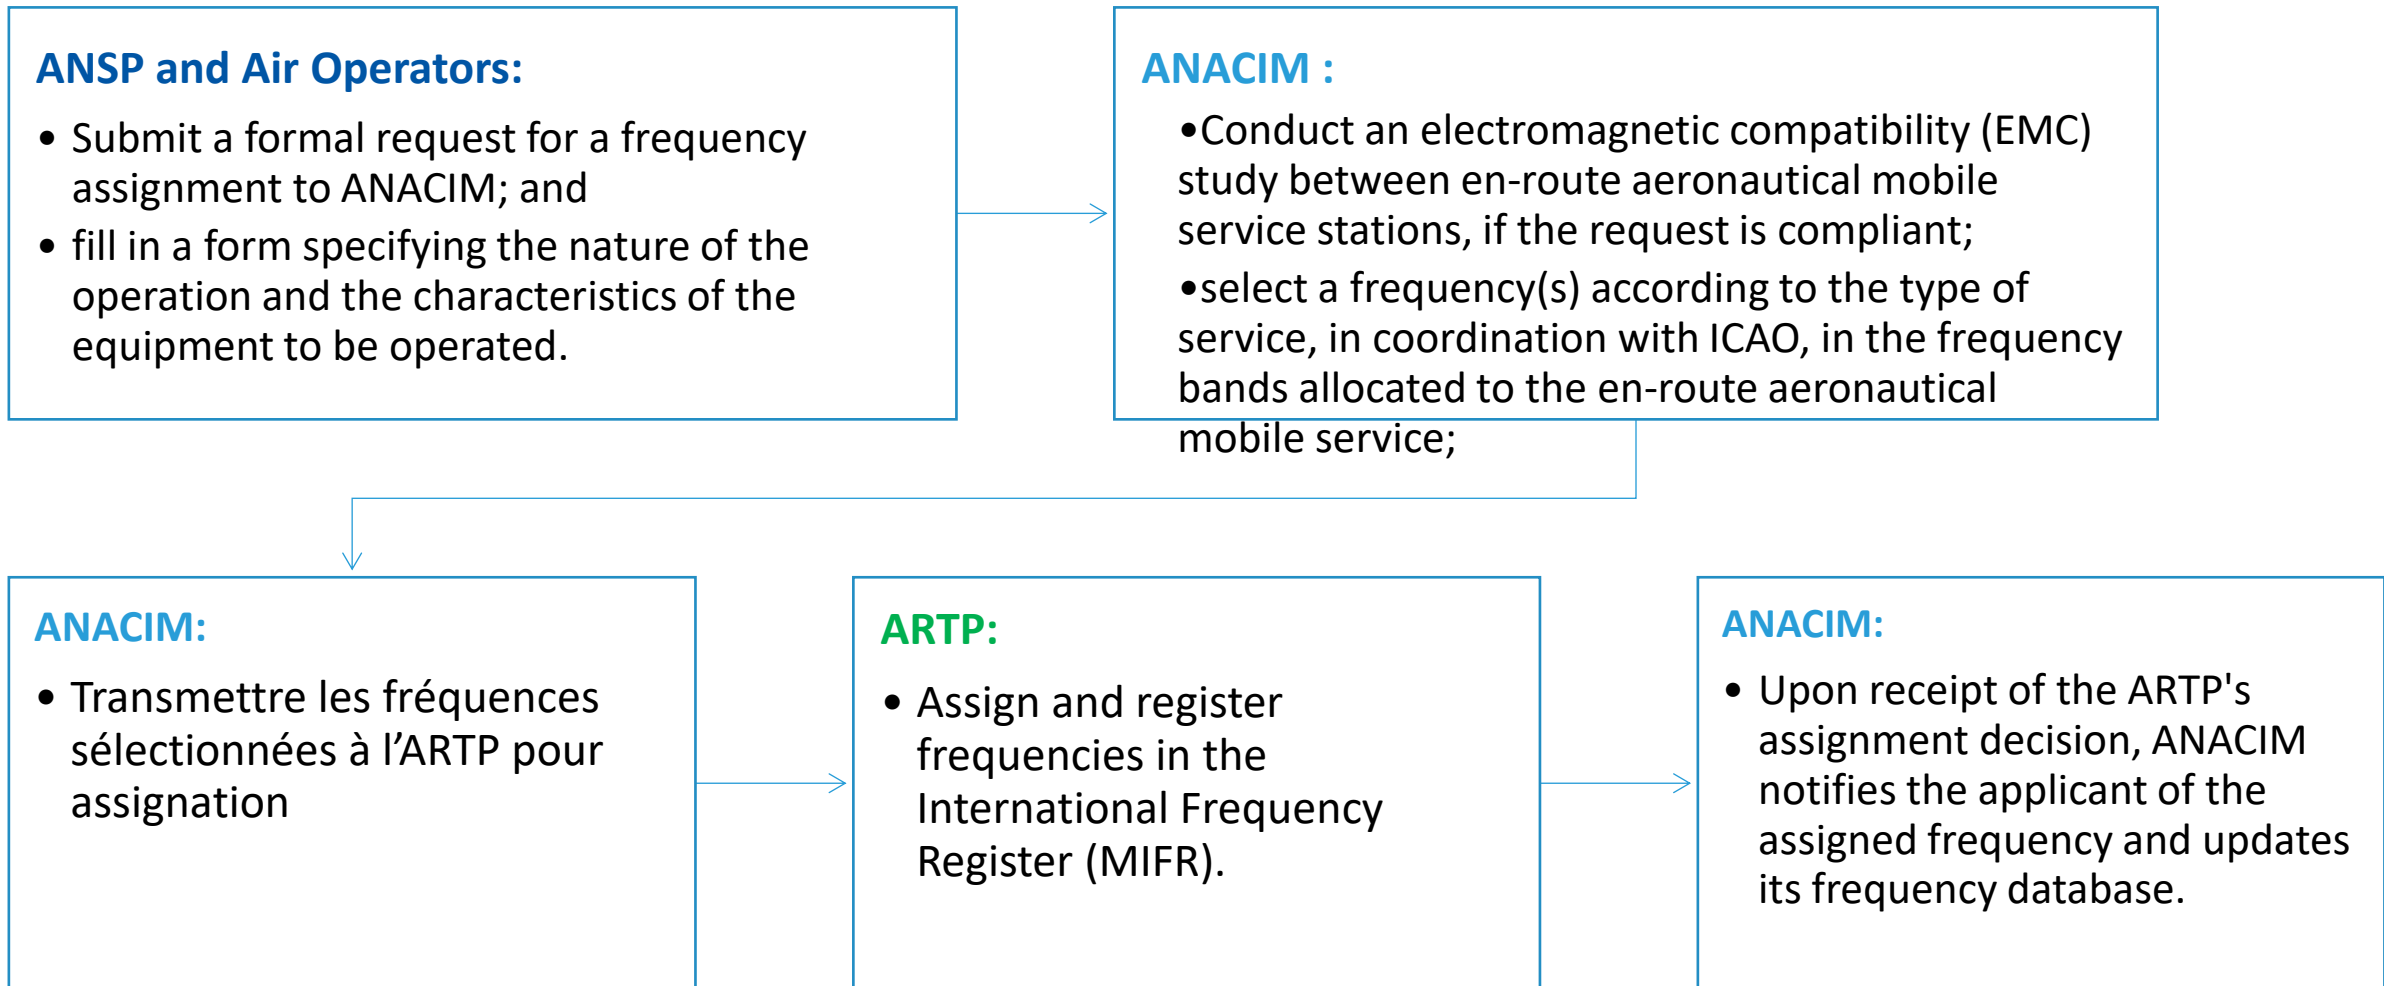 ANSP and Air Operators:
• Submit a formal request for a frequency
assignment to ANACIM; and
• fill in a form specifying the nature of the
operation and the characteristics of the
equipment to be operated.
ANACIM :
•Conduct an electromagnetic compatibility (EMC)
study between en-route aeronautical mobile
service stations, if the request is compliant;
•select a frequency(s) according to the type of
service, in coordination with ICAO, in the frequency
bands allocated to the en-route aeronautical
mobile service;
ANACIM:
• Transmettre les fréquences
sélectionnées à l’ARTP pour
assignation
ARTP:
• Assign and register
frequencies in the
International Frequency
Register (MIFR).
ANACIM:
• Upon receipt of the ARTP's
assignment decision, ANACIM
notifies the applicant of the
assigned frequency and updates
its frequency database.